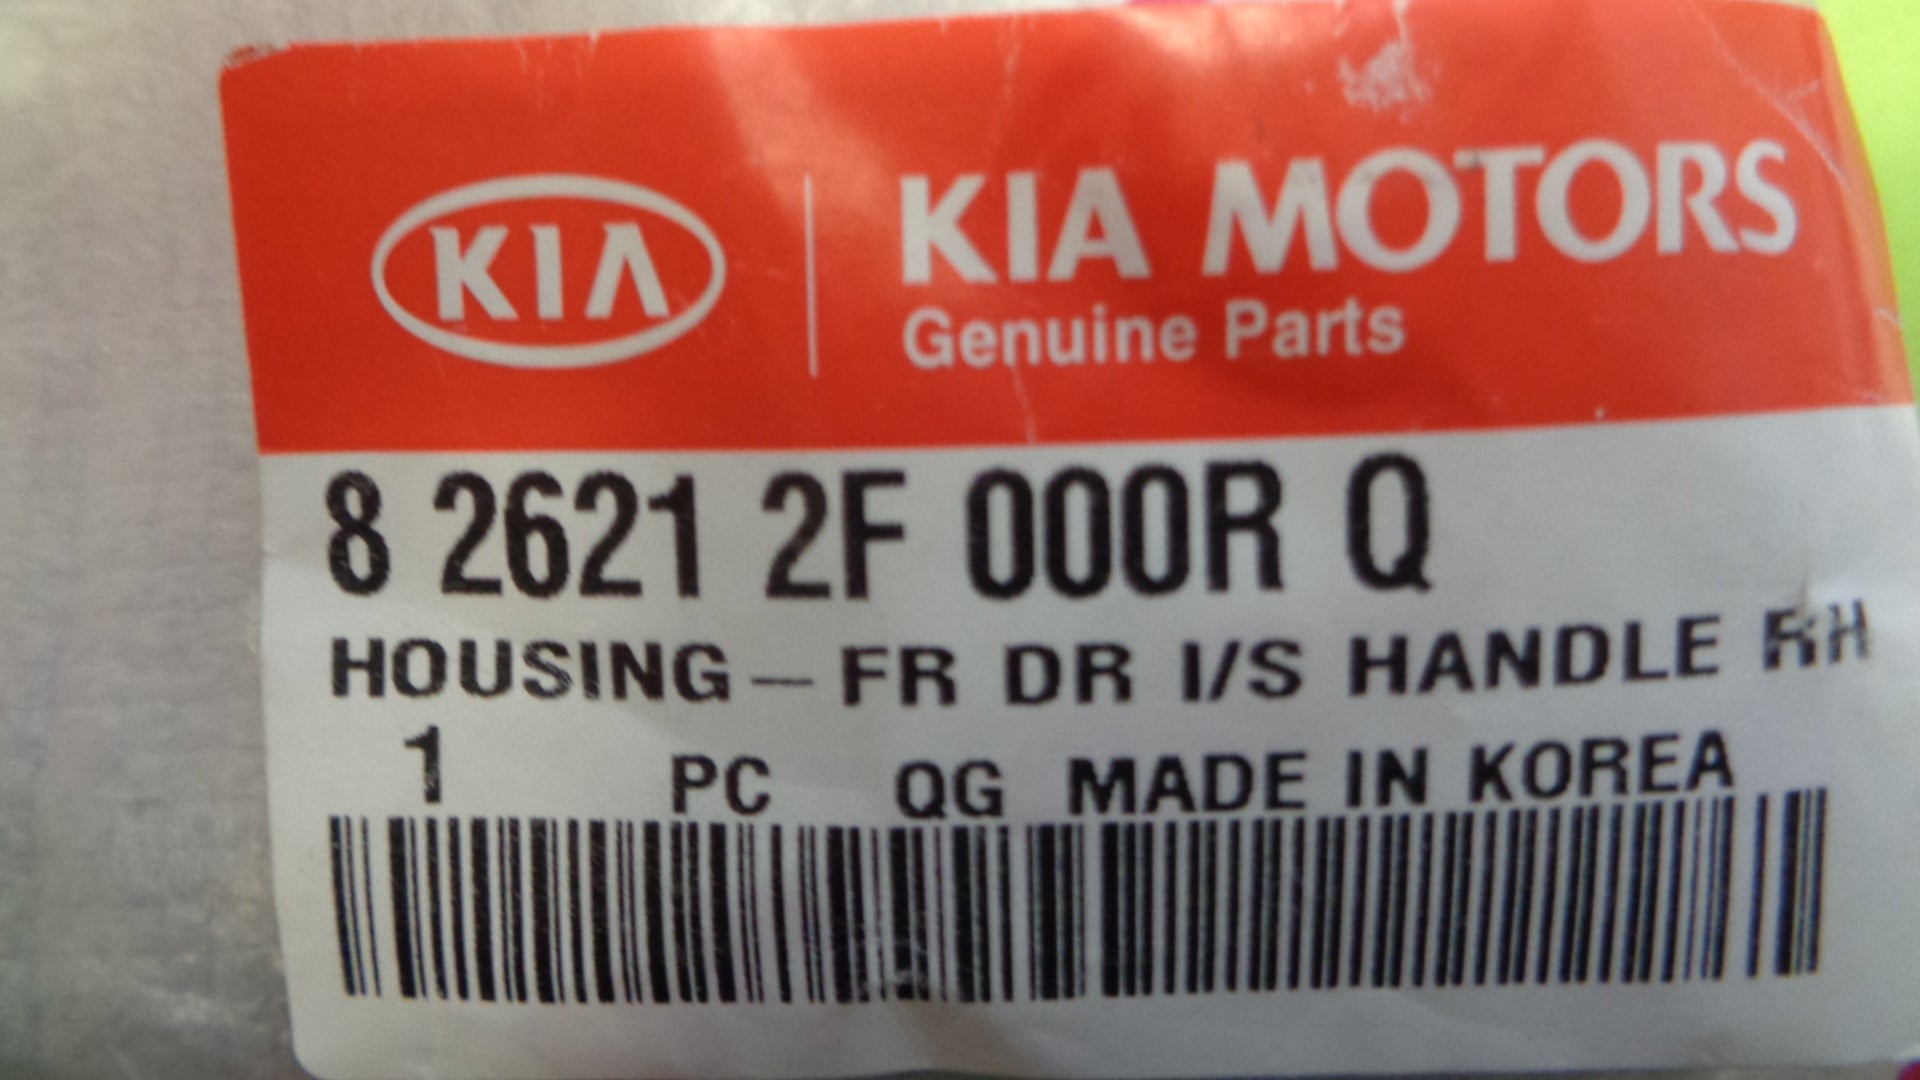 KIA
KIA MOTORS
Genuine Parts
8 2621 2F 000R Q
HOUSING-FR DR I/S HANDLE RH
1 PC QG MADE IN KOREA